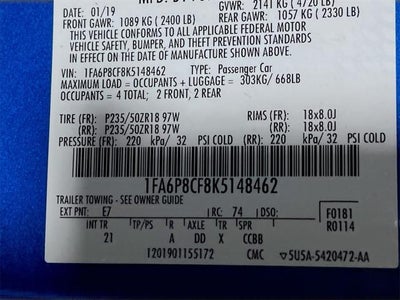 DATE: 01/19
GVWR: 2141 KG (4720 LB)
FRONT GAWR: 1089 KG (2400 LB)
REAR GAWR: 1057 KG (2330 LB)
THIS VEHICLE CONFORMS TO ALL APPLICABLE FEDERAL MOTOR
VEHICLE SAFETY, BUMPER, AND THEFT PREVENTION STANDARDS IN
EFFECT ON THE DATE OF MANUFACTURE SHOWN ABOVE.
VIN: 1FA6P8CF8K5148462 TYPE: Passenger Car
MAXIMUM LOAD = OCCUPANTS + LUGGAGE = 303KG/ 668LB
OCCUPANTS = 4 TOTAL; 2 FRONT, 2 REAR
TIRE (FR): P235/50ZR18 97W RIMS (FR): 18x8.0J
(RR): P235/50ZR18 97W (RR): 18x8.0J
PRESSURE (FR): 220 kPa/ 32 PSI COLD (RR): 220 kPa/ 32 PSI COLD
1FA6P8CF8K5148462
TRAILER TOWING - SEE OWNER GUIDE
EXT PNT: E7 RC: 74 DSO: F0181
INT TR TP/PS R AX TR SPR R0114
21 A DD X CCBB
1201901155172 CMC ▽5U5A-5420472-AA